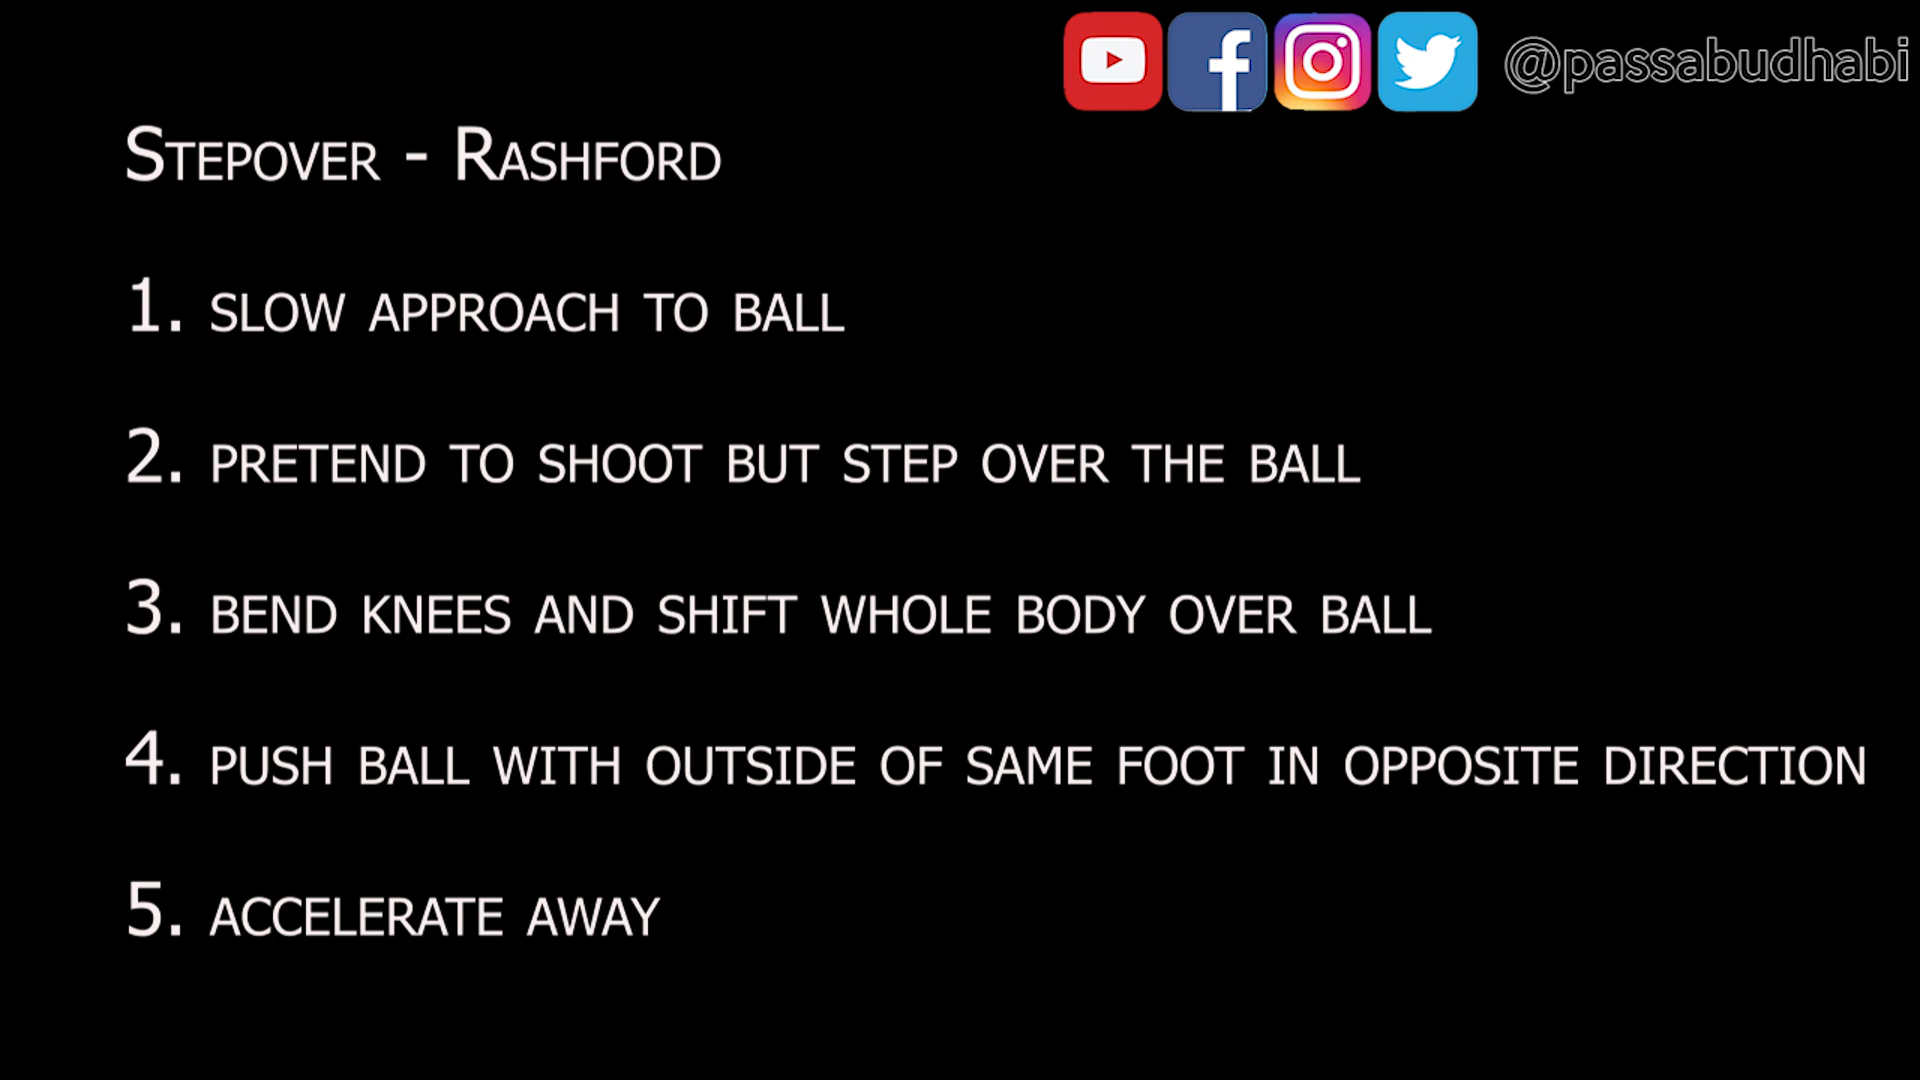 @passabudhabi
Stepover - Rashford
1. slow approach to ball
2. pretend to shoot but step over the ball
3. bend knees and shift whole body over ball
4. push ball with outside of same foot in opposite direction
5. accelerate away